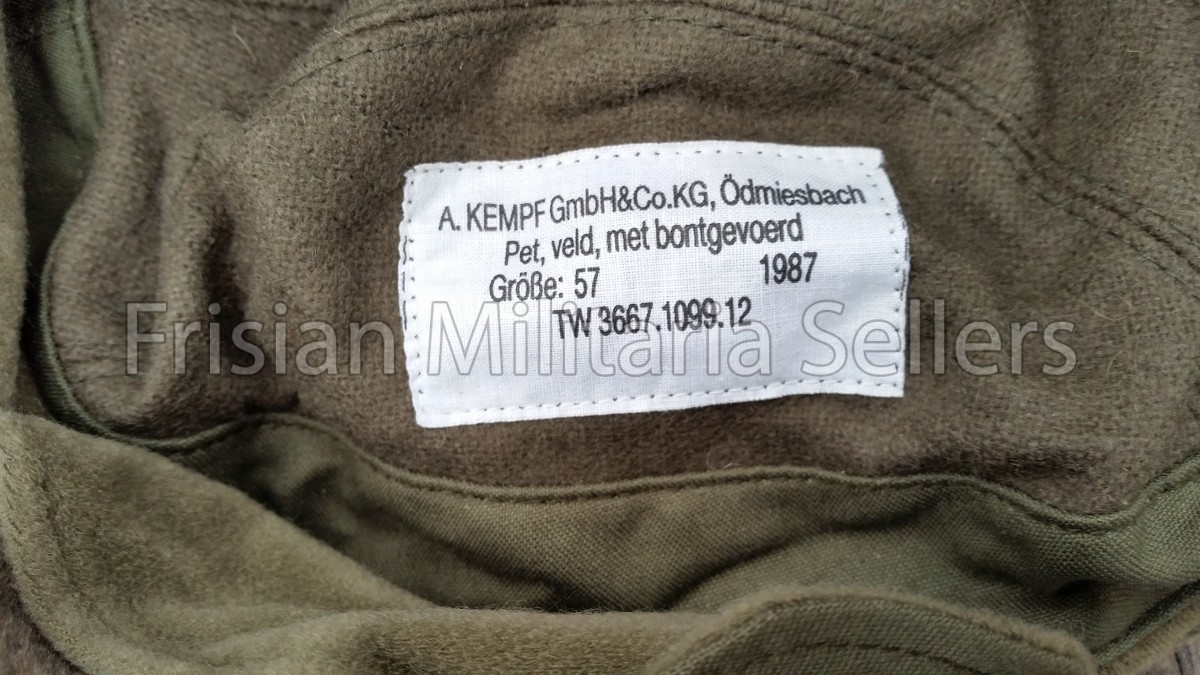 A. KEMPF GmbH&Co.KG, Ödmiesbach
Pet, veld, met bontgevoerd
Größe: 57 1987
TW 3667.1099.12
Frisian Militaria Sellers